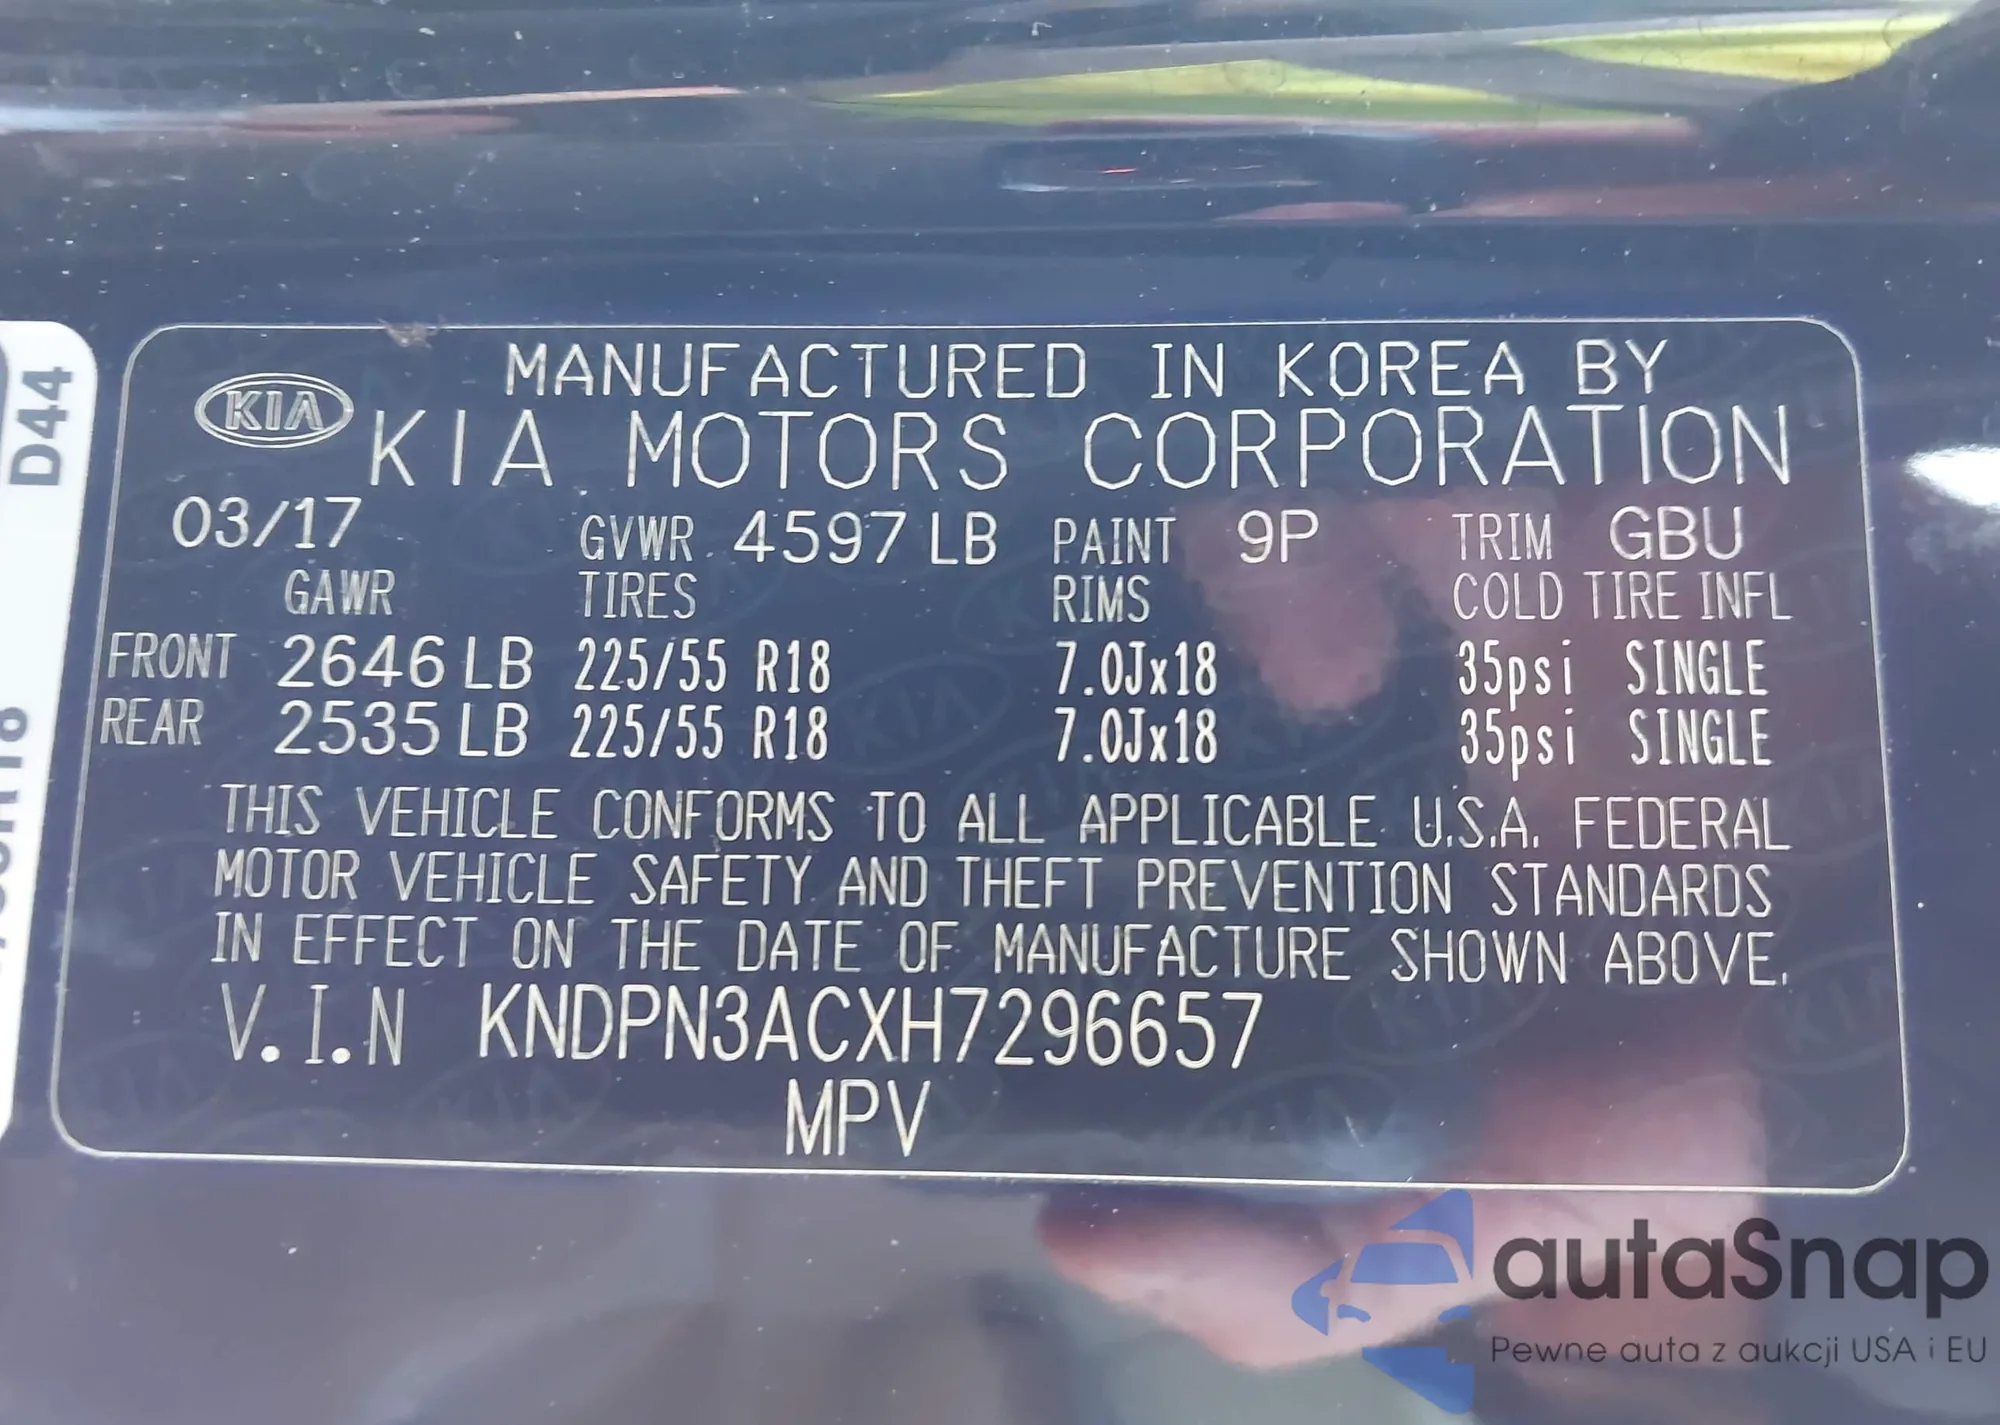 D44
KIA
MANUFACTURED IN KOREA BY
KIA MOTORS CORPORATION
03/17 GVWR 4597 LB PAINT 9P TRIM GBU
GAWR TIRES RIMS COLD TIRE INFL
FRONT 2646 LB 225/55 R18 7.0Jx18 35psi SINGLE
REAR 2535 LB 225/55 R18 7.0Jx18 35psi SINGLE
THIS VEHICLE CONFORMS TO ALL APPLICABLE U.S.A. FEDERAL
MOTOR VEHICLE SAFETY AND THEFT PREVENTION STANDARDS
IN EFFECT ON THE DATE OF MANUFACTURE SHOWN ABOVE.
V.I.N KNDPN3ACXH7296657
MPV
autaSnap
Pewne auta z aukcji USA i EU